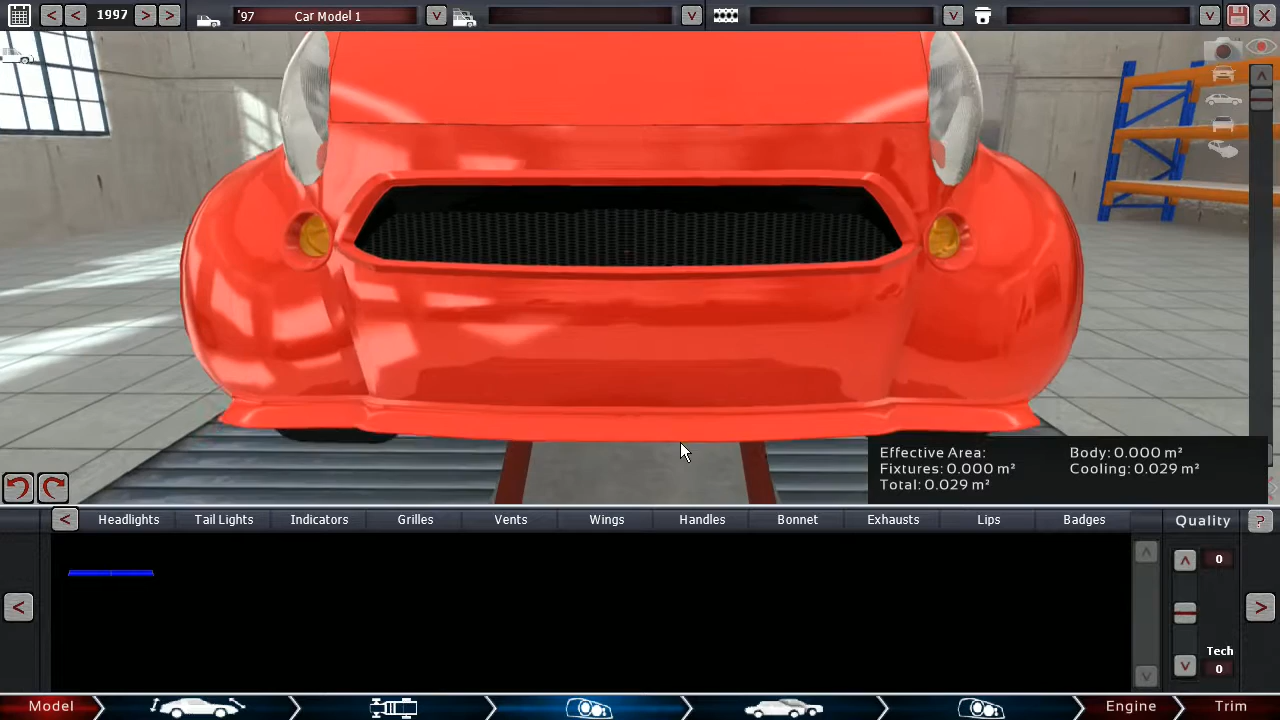 1997 '97 Car Model 1
Effective Area: Body: 0.000 m²
Fixtures: 0.000 m² Cooling: 0.029 m²
Total: 0.029 m²
< Headlights Tail Lights Indicators Grilles Vents Wings Handles Bonnet Exhausts Lips Badges Quality ?
0
Tech
0
Model Engine Trim